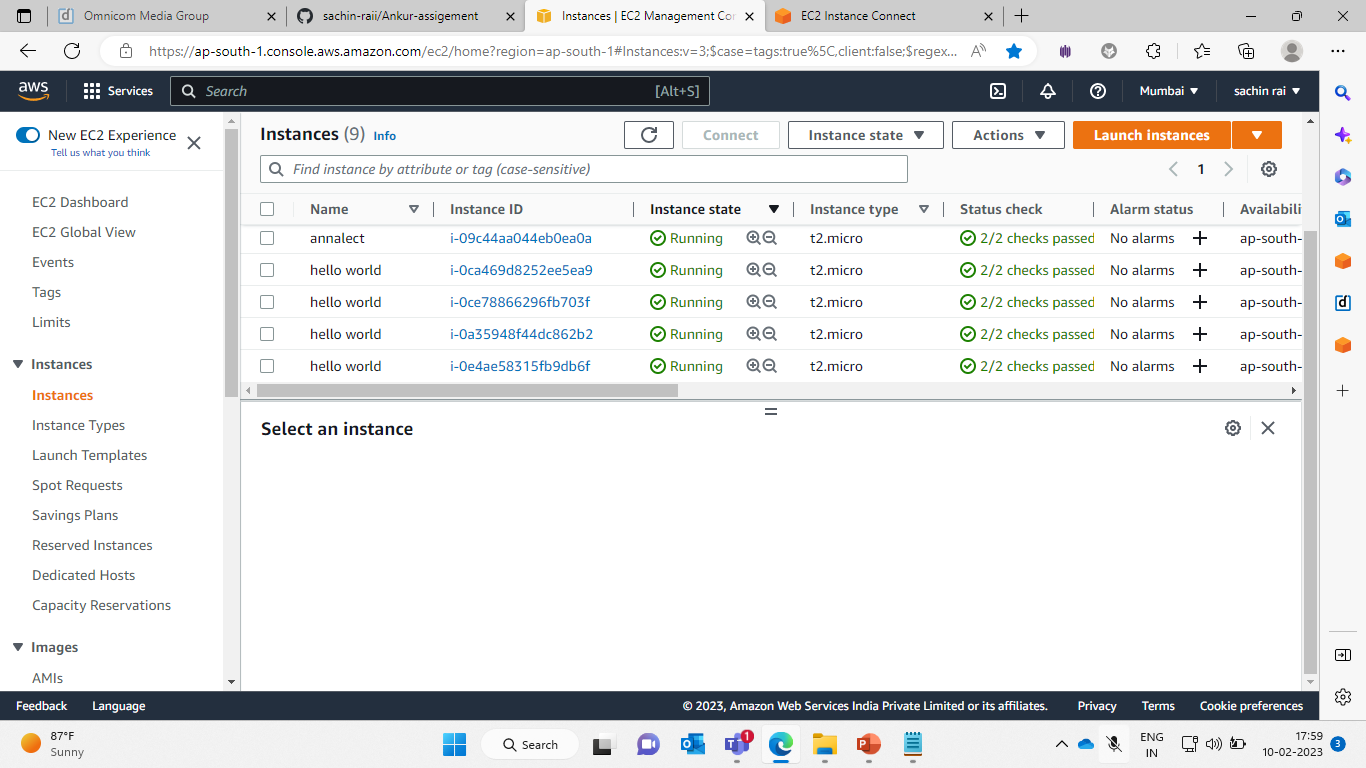 Omnicom Media Group
sachin-raii/Ankur-assigement
Instances | EC2 Management Cor
EC2 Instance Connect
https://ap-south-1.console.aws.amazon.com/ec2/home?region=ap-south-1#Instances:v=3;$case=tags:true%5C,client:false;$regex...
aws
Services
Search
[Alt+S]
Mumbai
sachin rai
New EC2 Experience
Tell us what you think
EC2 Dashboard
EC2 Global View
Events
Tags
Limits
Instances
Instances
Instance Types
Launch Templates
Spot Requests
Savings Plans
Reserved Instances
Dedicated Hosts
Capacity Reservations
Images
AMIs
Instances (9) Info
Connect
Instance state
Actions
Launch instances
Find instance by attribute or tag (case-sensitive)
1
Name Instance ID Instance state Instance type Status check Alarm status Availabili
annalect i-09c44aa044eb0ea0a Running t2.micro 2/2 checks passed No alarms ap-south-
hello world i-0ca469d8252ee5ea9 Running t2.micro 2/2 checks passed No alarms ap-south-
hello world i-0ce78866296fb703f Running t2.micro 2/2 checks passed No alarms ap-south-
hello world i-0a35948f44dc862b2 Running t2.micro 2/2 checks passed No alarms ap-south-
hello world i-0e4ae58315fb9db6f Running t2.micro 2/2 checks passed No alarms ap-south-
Select an instance
Feedback Language © 2023, Amazon Web Services India Private Limited or its affiliates. Privacy Terms Cookie preferences
87°F
Sunny
Search
1
ENG
IN
17:59
10-02-2023
3